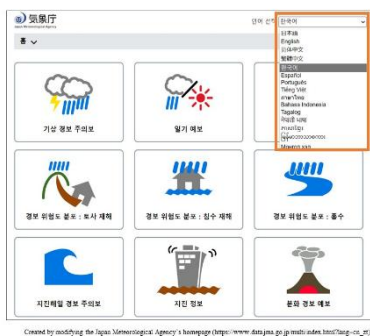 気象庁
언어 선택 한국어
홈
日本語
English
简体中文
繁體中文
한국어
Español
Português
Tiếng Việt
ภาษาไทย
Bahasa Indonesia
Tagalog
नेपाली भाषा
기상 경보 주의보
일기 예보
경보 위험도 분포 : 토사 재해
경보 위험도 분포 : 침수 재해
경보 위험도 분포 : 홍수
지진해일 경보 주의보
지진 정보
분화 경보 예보
Created by modifying the Japan Meteorological Agency's homepage